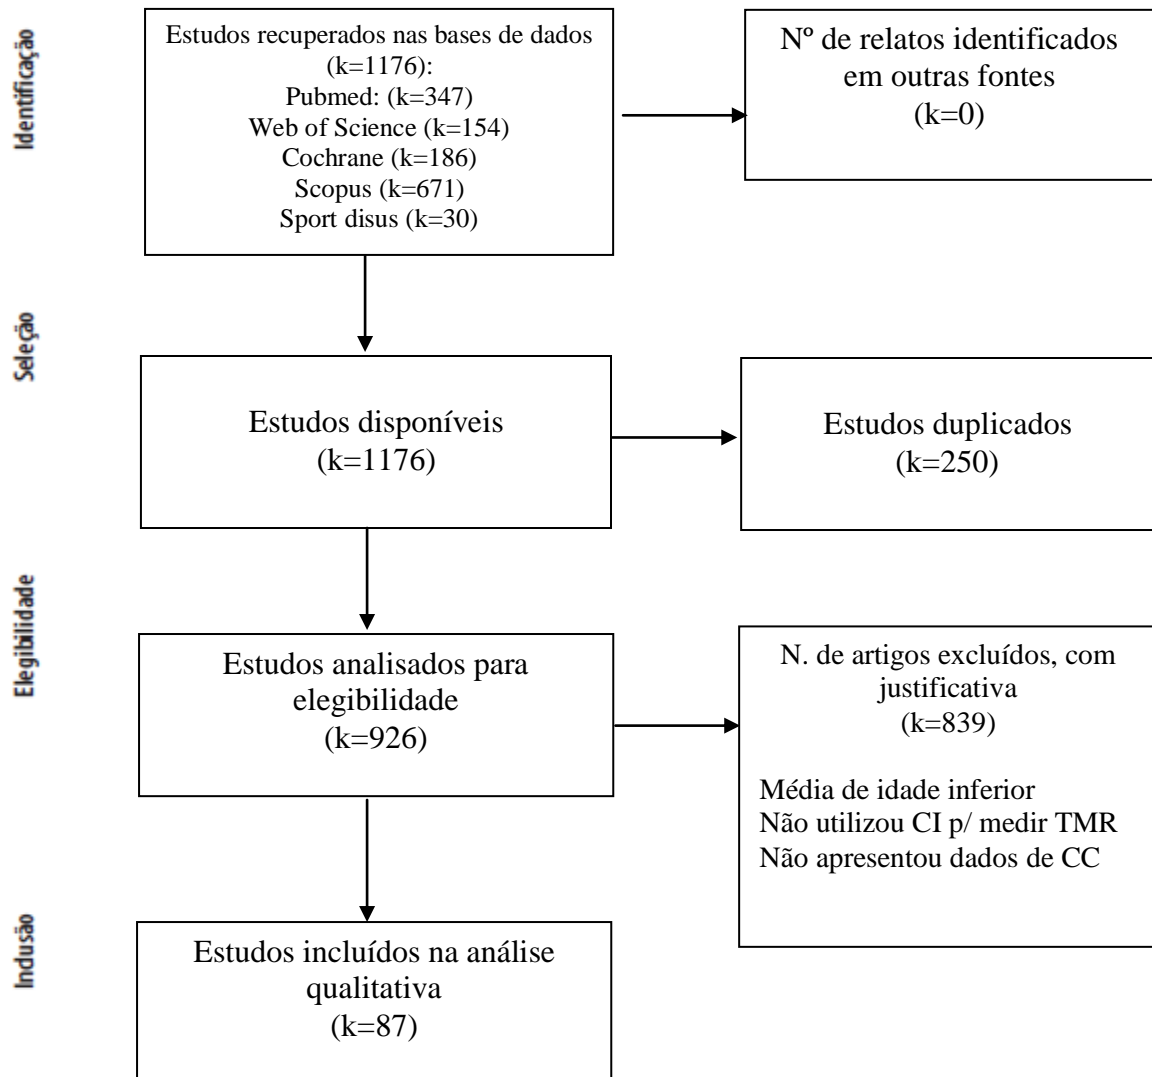 Identificação
Estudos recuperados nas bases de dados
(k=1176):
Pubmed: (k=347)
Web of Science (k=154)
Cochrane (k=186)
Scopus (k=671)
Sport disus (k=30)
Nº de relatos identificados
em outras fontes
(k=0)
Seleção
Estudos disponíveis
(k=1176)
Estudos duplicados
(k=250)
Elegibilidade
Estudos analisados para
elegibilidade
(k=926)
N. de artigos excluídos, com
justificativa
(k=839)
Média de idade inferior
Não utilizou CI p/ medir TMR
Não apresentou dados de CC
Inclusão
Estudos incluídos na análise
qualitativa
(k=87)